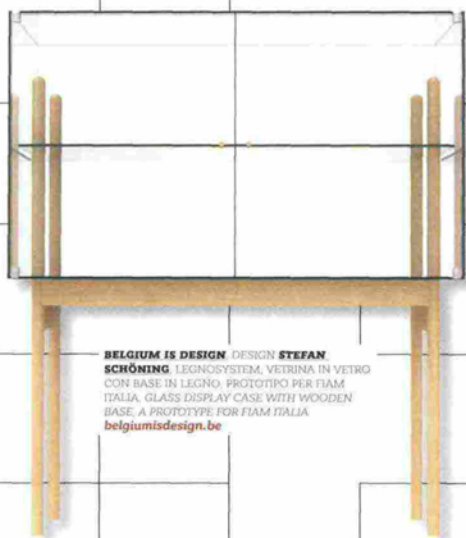 BELGIUM IS DESIGN, DESIGN STEFAN
SCHÖNING, LEGNOSYSTEM, VETRINA IN VETRO
CON BASE IN LEGNO, PROTOTIPO PER FIAM
ITALIA. GLASS DISPLAY CASE WITH WOODEN
BASE, A PROTOTYPE FOR FIAM ITALIA
belgiumisdesign.be